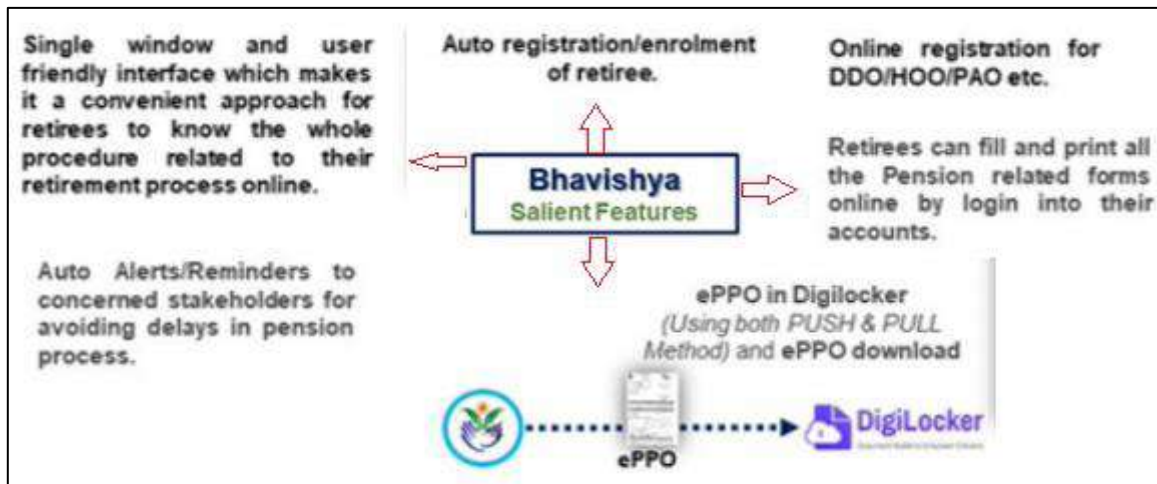 Single window and user
friendly interface which makes
it a convenient approach for
retirees to know the whole
procedure related to their
retirement process online.
Auto registration/enrolment
of retiree.
Online registration for
DDO/HOO/PAO etc.
Bhavishya
Salient Features
Retirees can fill and print all
the Pension related forms
online by login into their
accounts.
Auto Alerts/Reminders to
concerned stakeholders for
avoiding delays in pension
process.
ePPO in Digilocker
(Using both PUSH & PULL
Method) and ePPO download
ePPO
DigiLocker